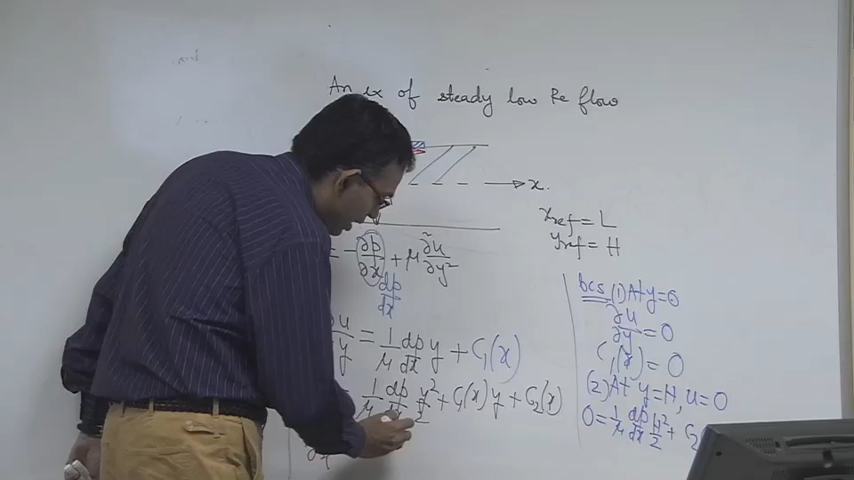 An ex of steady low Re flow
x
x_ref = L
y_ref = H
= -∂p/∂x + μ ∂²u/∂y²
dp/dx
∂u/∂y = 1/μ dp/dx y + C₁(x)
1/μ dp/dx y²/2 + C₁(x) y + C₂(x)
bcs (1) At y=0
∂u/∂y = 0
C₁(x) = 0
(2) At y=H, u=0
0 = 1/μ dp/dx H²/2 + C₂